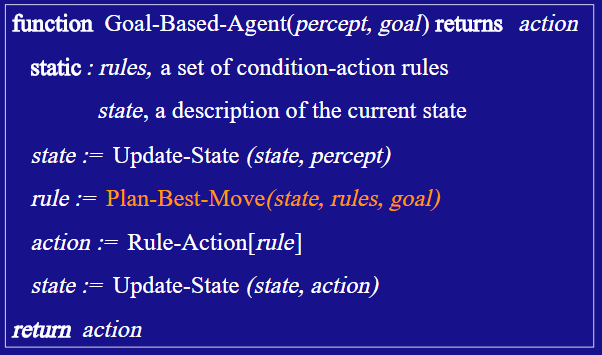 function Goal-Based-Agent(percept, goal) returns action
static : rules, a set of condition-action rules
state, a description of the current state
state := Update-State (state, percept)
rule := Plan-Best-Move(state, rules, goal)
action := Rule-Action[rule]
state := Update-State (state, action)
return action